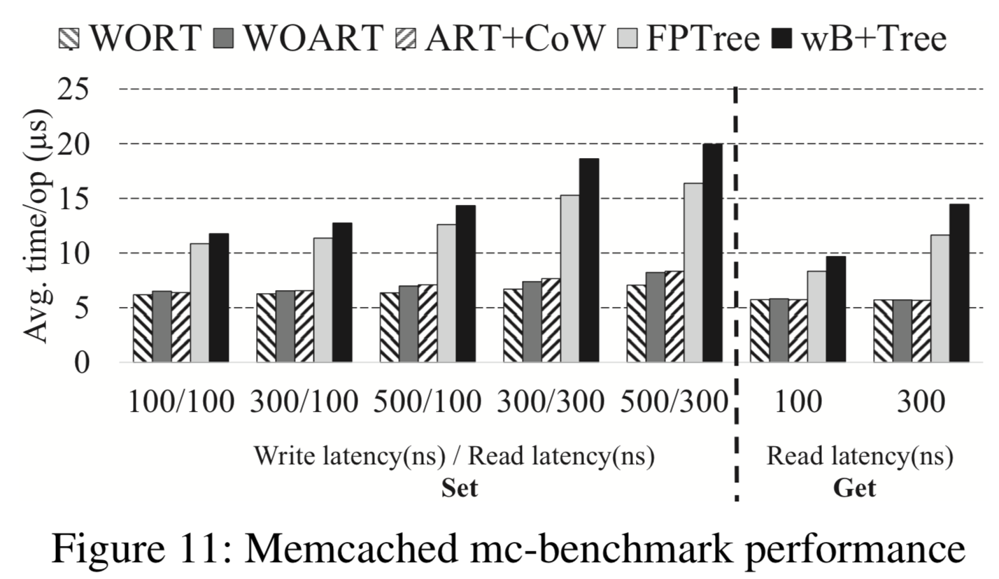 WORT WOART ART+CoW FPTree wB+Tree
Avg. time/op (μs)
25
20
15
10
5
0
100/100 300/100 500/100 300/300 500/300 100 300
Write latency(ns) / Read latency(ns) Read latency(ns)
Set Get
Figure 11: Memcached mc-benchmark performance